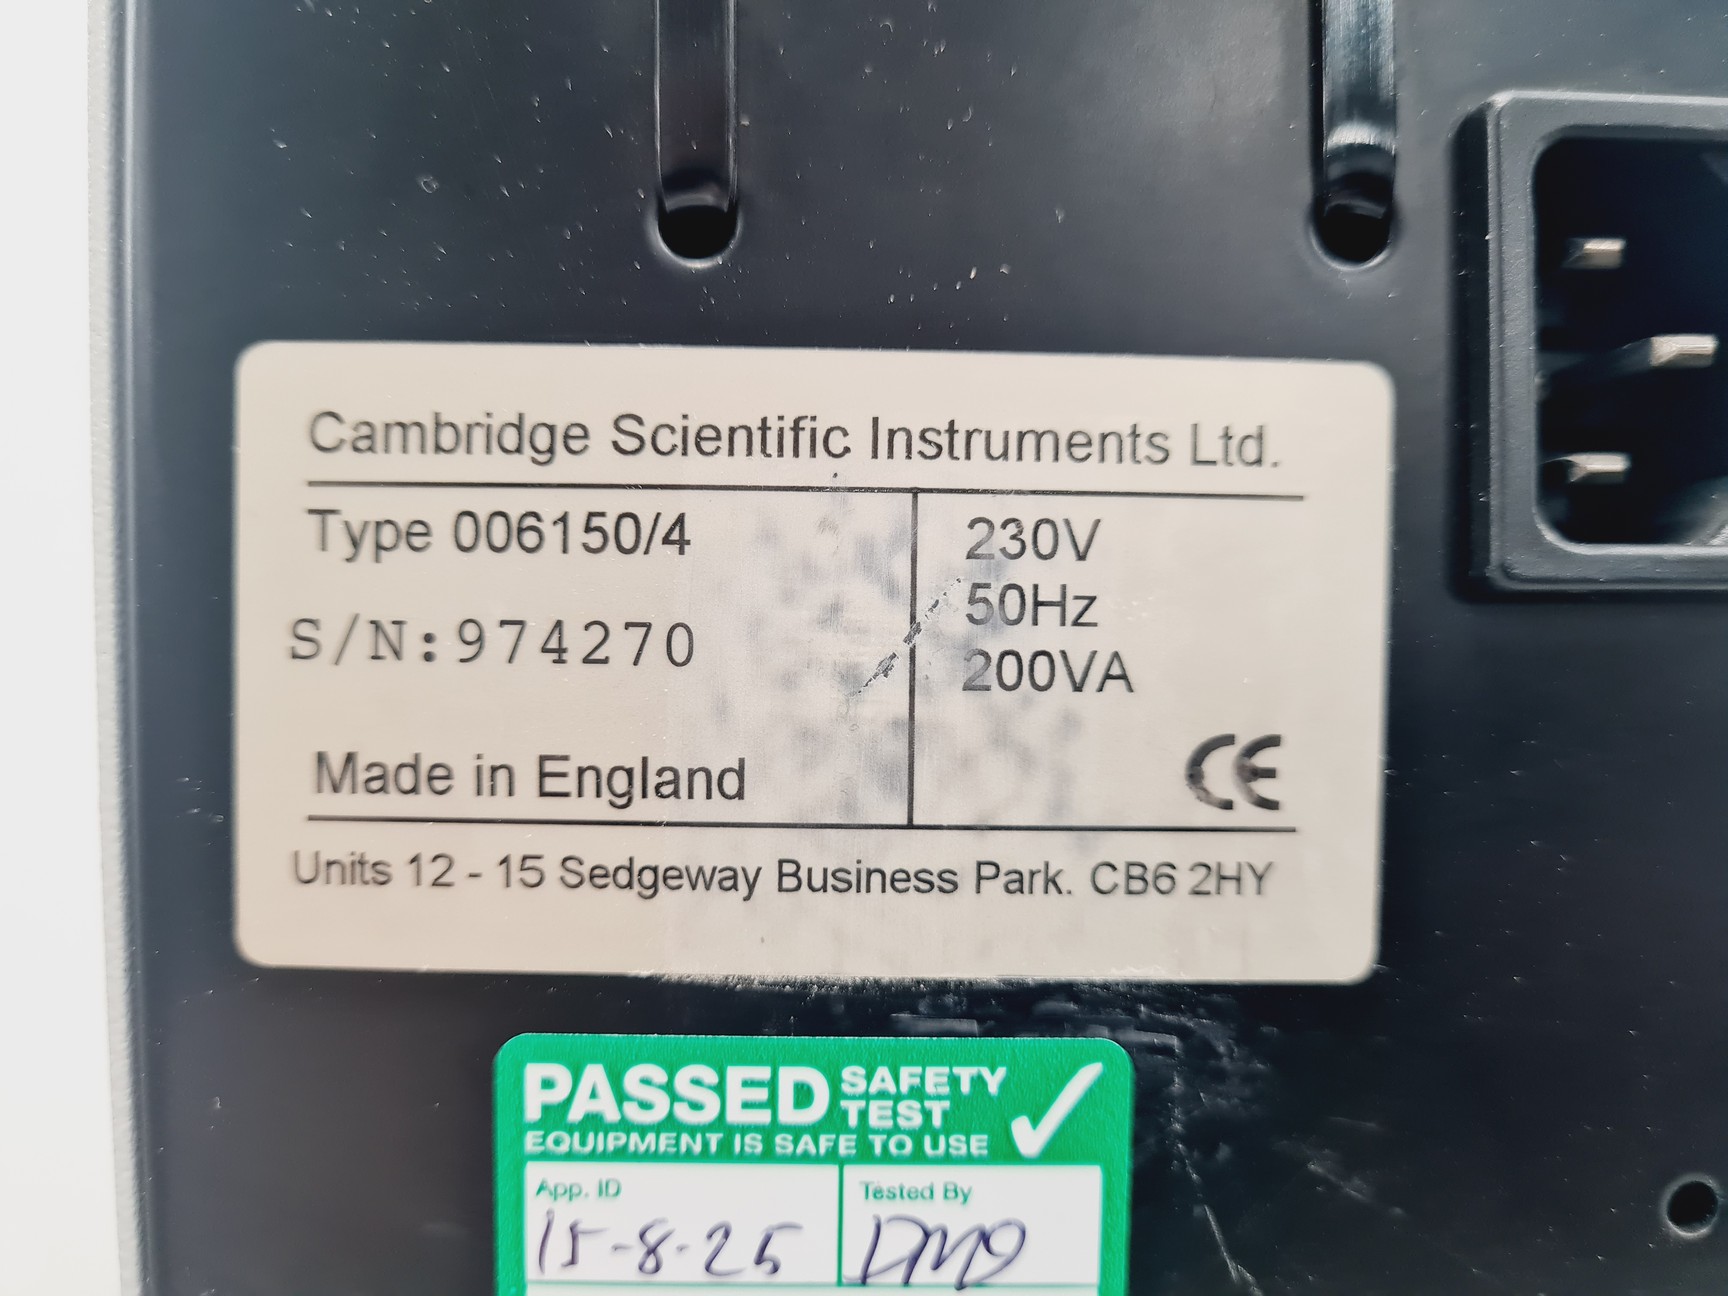 Cambridge Scientific Instruments Ltd.
Type 006150/4
S/N:974270
Made in England
230V
50Hz
200VA
CE
Units 12 - 15 Sedgeway Business Park. CB6 2HY
PASSED SAFETY TEST
EQUIPMENT IS SAFE TO USE
App. ID
15-8-25
Tested By